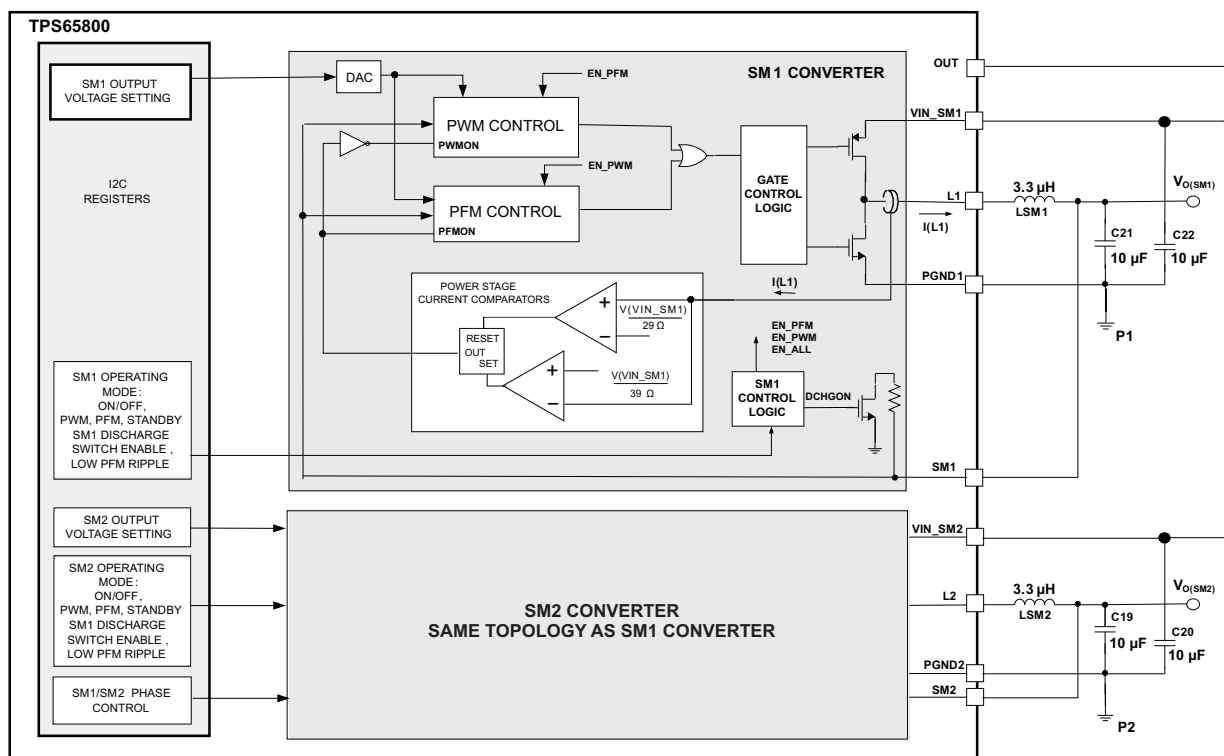 TPS65800
SM1 OUTPUT
VOLTAGE SETTING
I2C
REGISTERS
SM1 OPERATING
MODE:
ON/OFF,
PWM, PFM, STANDBY
SM1 DISCHARGE
SWITCH ENABLE ,
LOW PFM RIPPLE
SM2 OUTPUT
VOLTAGE SETTING
SM2 OPERATING
MODE:
ON/OFF,
PWM, PFM, STANDBY
SM1 DISCHARGE
SWITCH ENABLE ,
LOW PFM RIPPLE
SM1/SM2 PHASE
CONTROL
SM1 CONVERTER
DAC
EN_PFM
PWM CONTROL
PWMON
EN_PWM
PFM CONTROL
PFMON
GATE
CONTROL
LOGIC
POWER STAGE
CURRENT COMPARATORS
I(L1)
+
V(VIN_SM1)
29 Ω
−
RESET
OUT
SET
+
V(VIN_SM1)
39 Ω
−
EN_PFM
EN_PWM
EN_ALL
SM1
CONTROL
LOGIC
DCHGON
OUT
VIN_SM1
L1
I(L1)
PGND1
SM1
3.3 µH
LSM1
VO(SM1)
C21
10 µF
C22
10 µF
P1
SM2 CONVERTER
SAME TOPOLOGY AS SM1 CONVERTER
VIN_SM2
L2
PGND2
SM2
3.3 µH
LSM2
VO(SM2)
C19
10 µF
C20
10 µF
P2